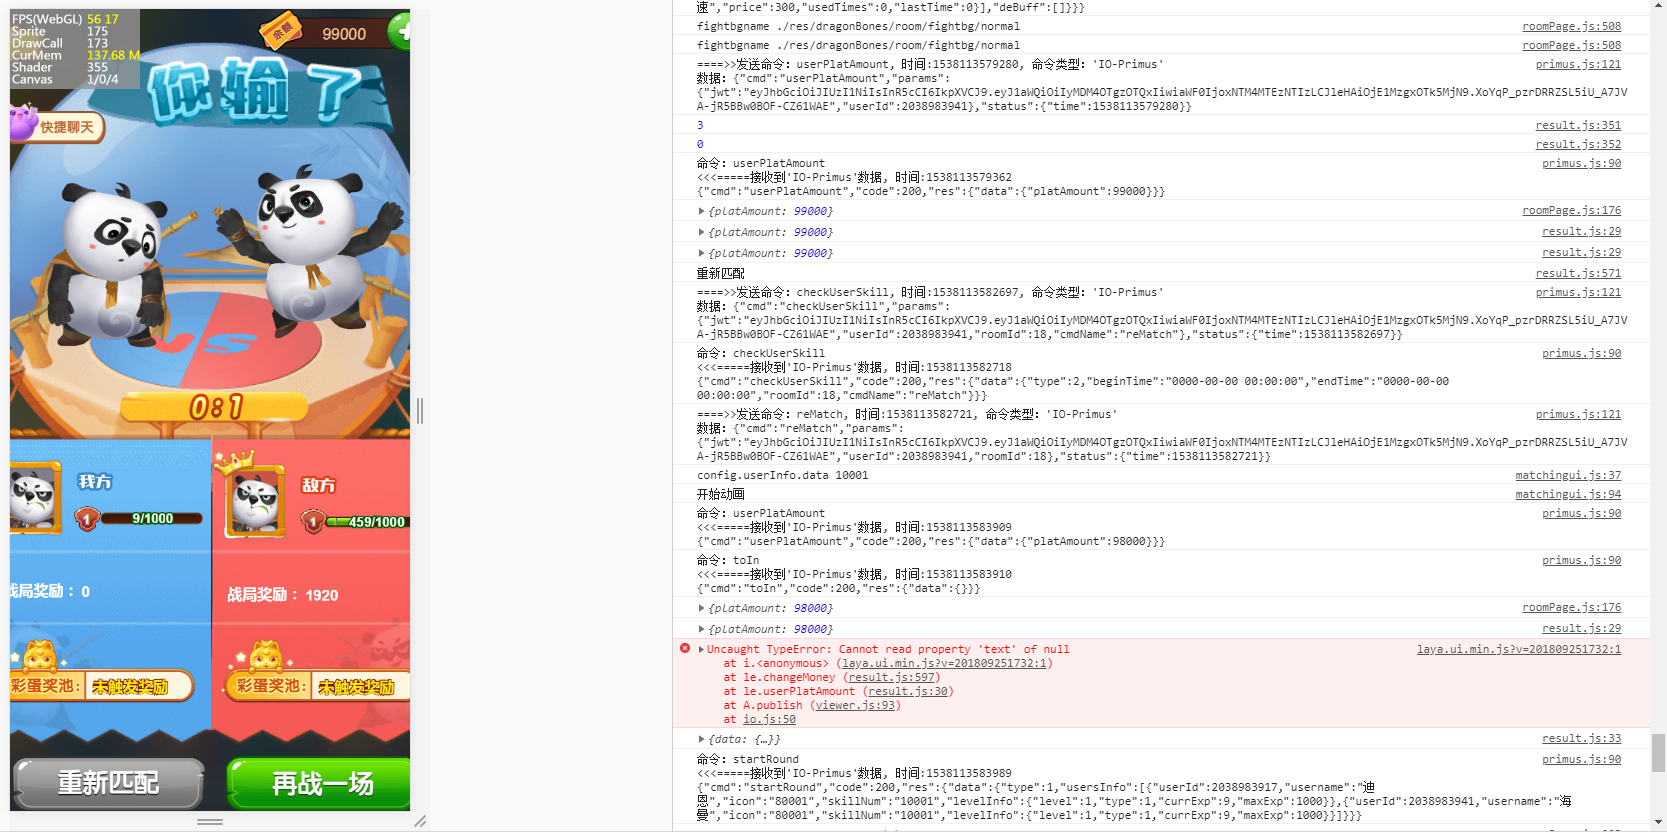 FPS(WebGL) 56 17
Sprite 175
DrawCall 173
CurMem 137.68 M
Shader 355
Canvas 1/0/4
余额
99000
你输了
快捷聊天
VS
0:1
我方
1
9/1000
敌方
1
459/1000
战局奖励： 0
战局奖励： 1920
彩蛋奖池:
未触发奖励
彩蛋奖池:
未触发奖励
重新匹配
再战一场
速","price":300,"usedTimes":0,"lastTime":0}],"deBuff":[]}}}
fightbgname ./res/dragonBones/room/fightbg/normal roomPage.js:508
fightbgname ./res/dragonBones/room/fightbg/normal roomPage.js:508
====>>发送命令: userPlatAmount, 时间:1538113579280, 命令类型: 'IO-Primus' primus.js:121
数据: {"cmd":"userPlatAmount","params":
A-jR5BBw0BOF-CZ61WAE","userId":2038983941},"status":{"time":1538113579280}}
3 result.js:351
0 result.js:352
命令: userPlatAmount primus.js:90
<<<=====接收到'IO-Primus'数据, 时间:1538113579362
{"cmd":"userPlatAmount","code":200,"res":{"data":{"platAmount":99000}}}
{platAmount: 99000} roomPage.js:176
{platAmount: 99000} result.js:29
{platAmount: 99000} result.js:29
重新匹配 result.js:571
====>>发送命令: checkUserSkill, 时间:1538113582697, 命令类型: 'IO-Primus' primus.js:121
数据: {"cmd":"checkUserSkill","params":
A-jR5BBw0BOF-CZ61WAE","userId":2038983941,"roomId":18,"cmdName":"reMatch"},"status":{"time":1538113582697}}
命令: checkUserSkill primus.js:90
<<<=====接收到'IO-Primus'数据, 时间:1538113582718
{"cmd":"checkUserSkill","code":200,"res":{"data":{"type":2,"beginTime":"0000-00-00 00:00:00","endTime":"0000-00-00
00:00:00","roomId":18,"cmdName":"reMatch"}}}
====>>发送命令: reMatch, 时间:1538113582721, 命令类型: 'IO-Primus' primus.js:121
数据: {"cmd":"reMatch","params":
A-jR5BBw0BOF-CZ61WAE","userId":2038983941,"roomId":18},"status":{"time":1538113582721}}
config.userInfo.data 10001 matchingui.js:37
开始动画 matchingui.js:94
命令: userPlatAmount primus.js:90
<<<=====接收到'IO-Primus'数据, 时间:1538113583909
{"cmd":"userPlatAmount","code":200,"res":{"data":{"platAmount":98000}}}
命令: toIn primus.js:90
<<<=====接收到'IO-Primus'数据, 时间:1538113583910
{"cmd":"toIn","code":200,"res":{"data":{}}}
{platAmount: 98000} roomPage.js:176
{platAmount: 98000} result.js:29
Uncaught TypeError: Cannot read property 'text' of null laya.ui.min.js?v=201809251732:1
at i.<anonymous> (laya.ui.min.js?v=201809251732:1)
at le.changeMoney (result.js:597)
at le.userPlatAmount (result.js:30)
at A.publish (viewer.js:93)
at io.js:50
{data: {…}} result.js:33
命令: startRound primus.js:90
<<<=====接收到'IO-Primus'数据, 时间:1538113583989
{"cmd":"startRound","code":200,"res":{"data":{"type":1,"usersInfo":[{"userId":2038983917,"username":"迪
恩","icon":"80001","skillNum":"10001","levelInfo":{"level":1,"type":1,"currExp":9,"maxExp":1000}},{"userId":2038983941,"username":"海
曼","icon":"80001","skillNum":"10001","levelInfo":{"level":1,"type":1,"currExp":9,"maxExp":1000}}]}}}